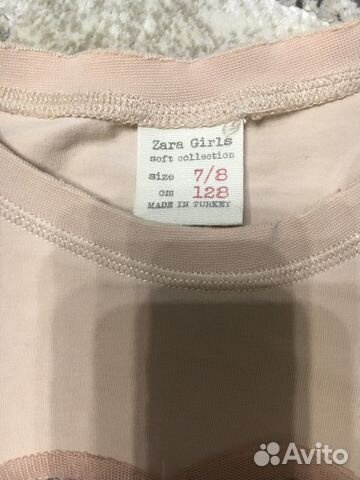 Zara Girls
soft collection
size 7/8
cm 128
MADE IN TURKEY
Avito